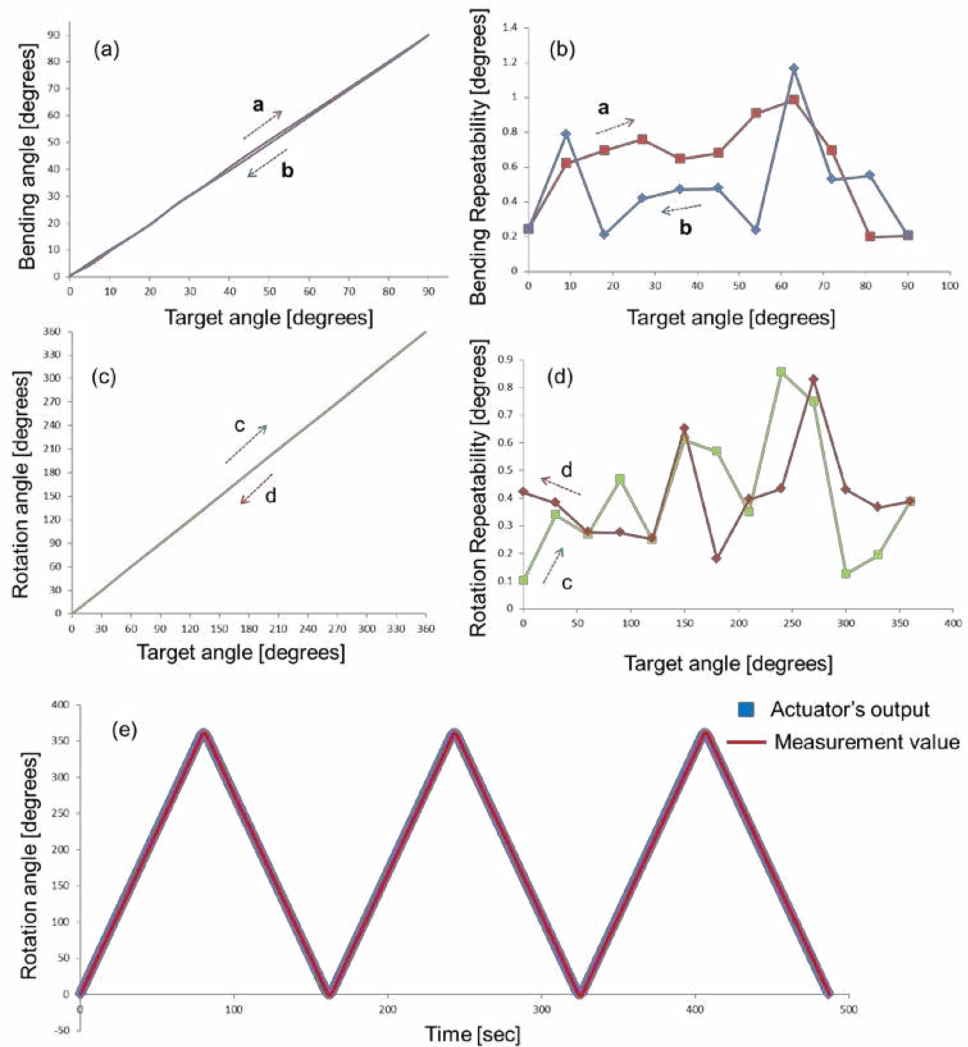 (a)
Bending angle [degrees]
90
80
70
60
50
40
30
20
10
0
a
b
0 10 20 30 40 50 60 70 80 90
Target angle [degrees]
(b)
Bending Repeatability [degrees]
1.4
1.2
1
0.8
0.6
0.4
0.2
0
a
b
0 10 20 30 40 50 60 70 80 90 100
Target angle [degrees]
(c)
Rotation angle [degrees]
360
330
300
270
240
210
180
150
120
90
60
30
0
c
d
0 30 60 90 120 150 180 210 240 270 300 330 360
Target angle [degrees]
(d)
Rotation Repeatability [degrees]
0.9
0.8
0.7
0.6
0.5
0.4
0.3
0.2
0.1
0
d
c
0 50 100 150 200 250 300 350 400
Target angle [degrees]
(e)
Actuator's output
Measurement value
Rotation angle [degrees]
400
350
300
250
200
150
100
50
0
-50
0 100 200 300 400 500
Time [sec]